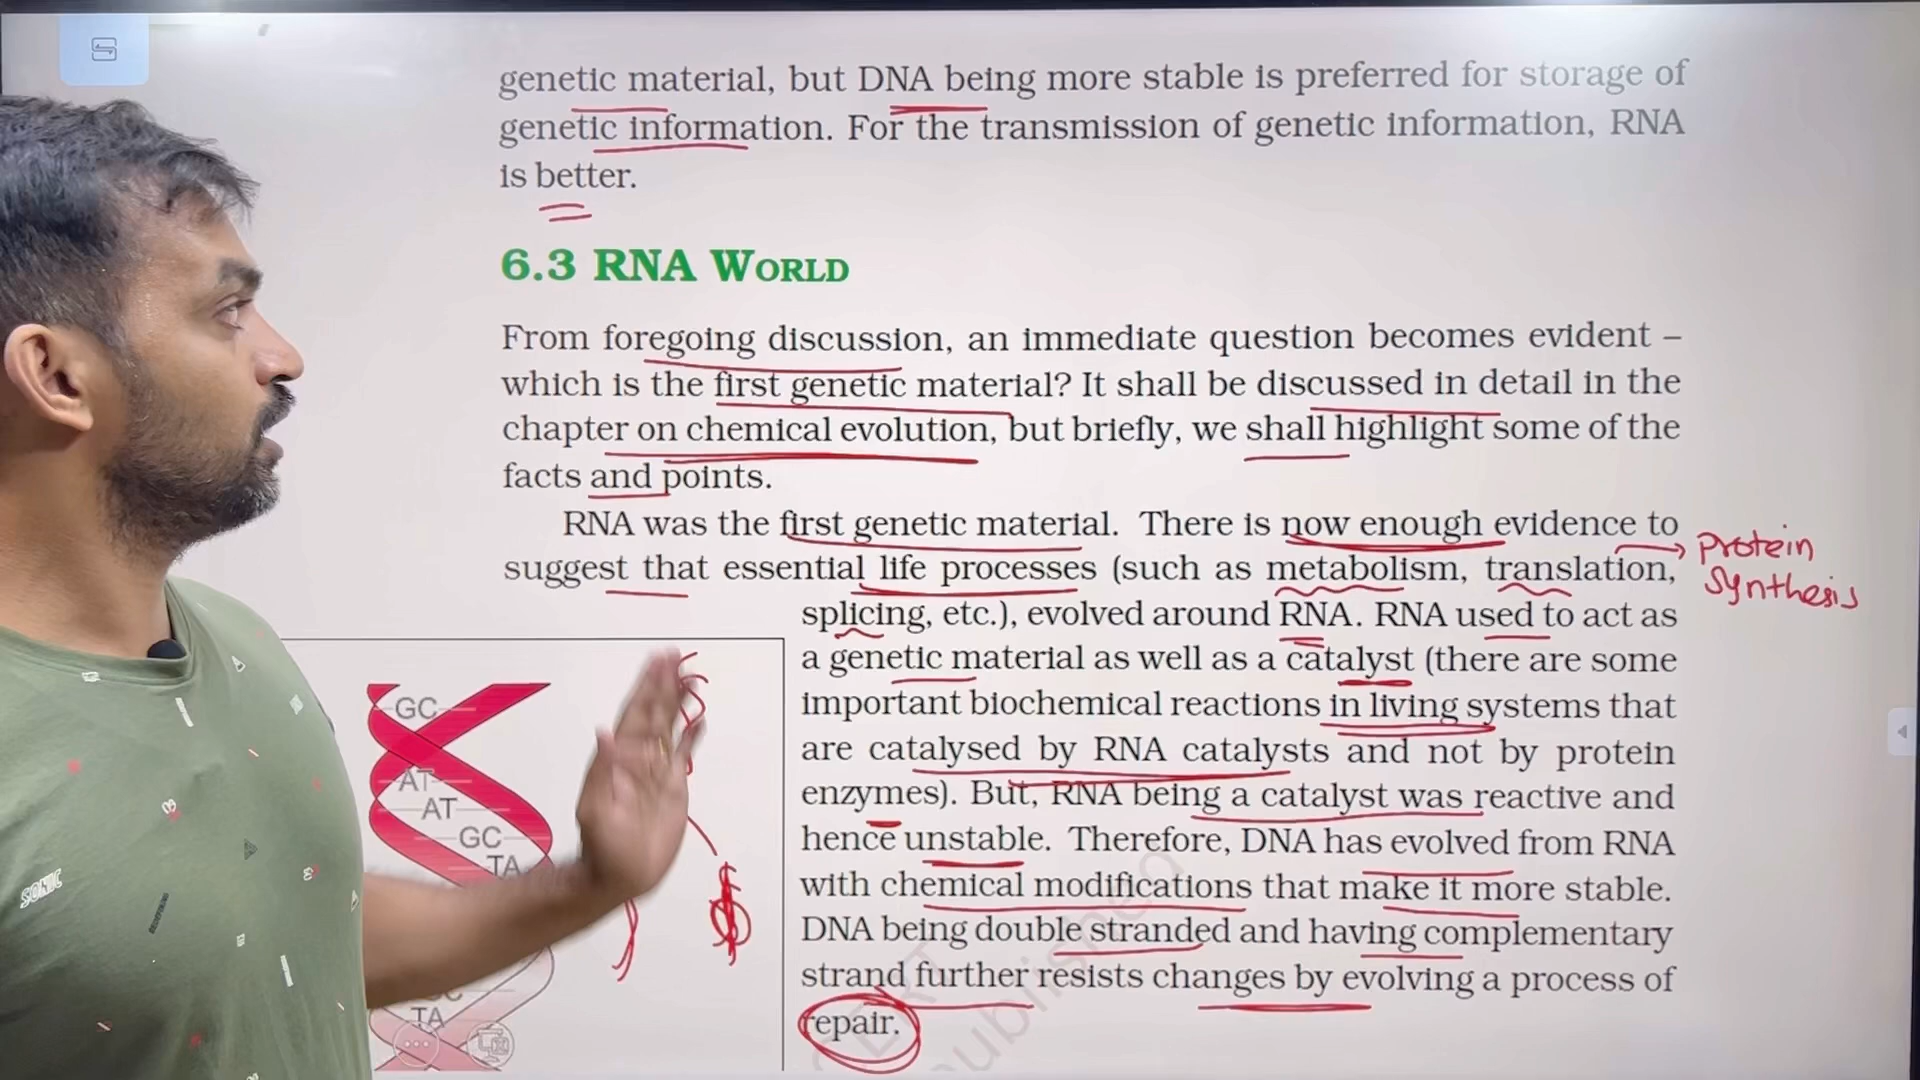 genetic material, but DNA being more stable is preferred for storage of
genetic information. For the transmission of genetic information, RNA
is better.
6.3 RNA WORLD
From foregoing discussion, an immediate question becomes evident –
which is the first genetic material? It shall be discussed in detail in the
chapter on chemical evolution, but briefly, we shall highlight some of the
facts and points.
RNA was the first genetic material. There is now enough evidence to
suggest that essential life processes (such as metabolism, translation,
Protein
synthesis
splicing, etc.), evolved around RNA. RNA used to act as
a genetic material as well as a catalyst (there are some
important biochemical reactions in living systems that
are catalysed by RNA catalysts and not by protein
enzymes). But, RNA being a catalyst was reactive and
hence unstable. Therefore, DNA has evolved from RNA
with chemical modifications that make it more stable.
DNA being double stranded and having complementary
strand further resists changes by evolving a process of
repair.
GC
AT
AT
GC
TA
TA
SONIC